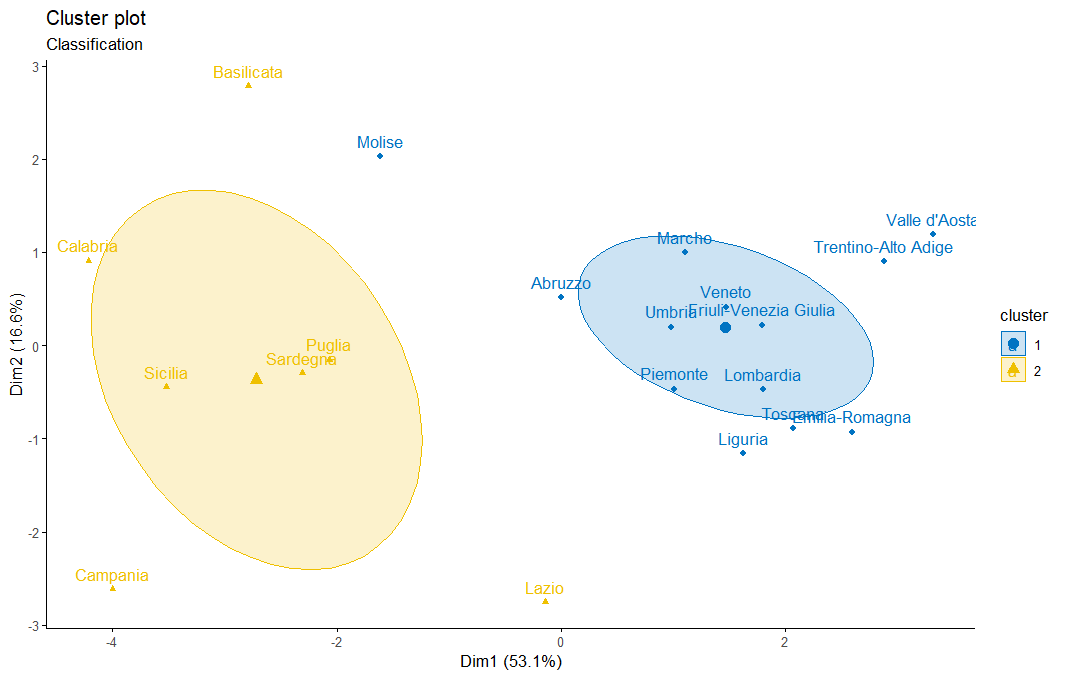 Cluster plot
Classification
3
Basilicata
Molise
2
Valle d'Aosta
Marcho
Calabria
1
Trentino-Alto Adige
Abruzzo
Veneto
Umbria
Friuli-Venezia Giulia
cluster
1
2
0
Puglia
Sardegna
Sicilia
Piemonte
Lombardia
Toscana
Emilia-Romagna
Liguria
-1
-2
Campania
Lazio
-3
-4
-2
0
2
Dim1 (53.1%)
Dim2 (16.6%)